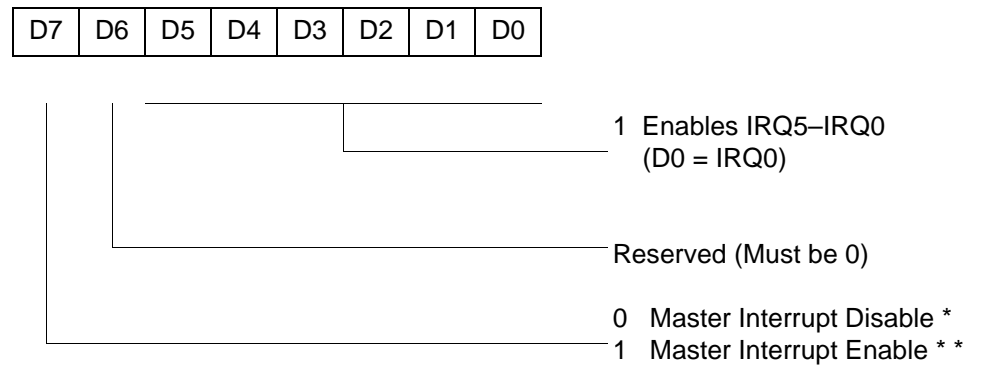 D7 D6 D5 D4 D3 D2 D1 D0
1 Enables IRQ5–IRQ0
(D0 = IRQ0)
Reserved (Must be 0)
0 Master Interrupt Disable *
1 Master Interrupt Enable * *